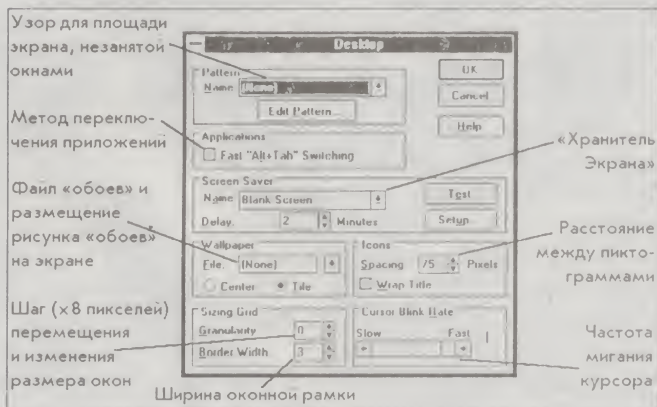 Узор для площади
экрана, незанятой
окнами
Метод переклю-
чения приложений
Файл «обоев» и
размещение
рисунка «обоев»
на экране
Шаг (x8 пикселей)
перемещения
и изменения
размера окон
Ширина оконной рамки
Desktop
Pattern
Name (None)
Edit Pattern...
OK
Cancel
Help
Applications
Fast "Alt+Tab" Switching
Screen Saver
Name Blank Screen
Delay. 2 Minutes
Test
Setup...
Wallpaper
File. (None)
Center Tile
Icons
Spacing 75 Pixels
Wrap Title
Sizing Grid
Granularity 0
Border Width 3
Cursor Blink Rate
Slow Fast
«Хранитель
Экрана»
Расстояние
между пикто-
граммами
Частота
мигания
курсора